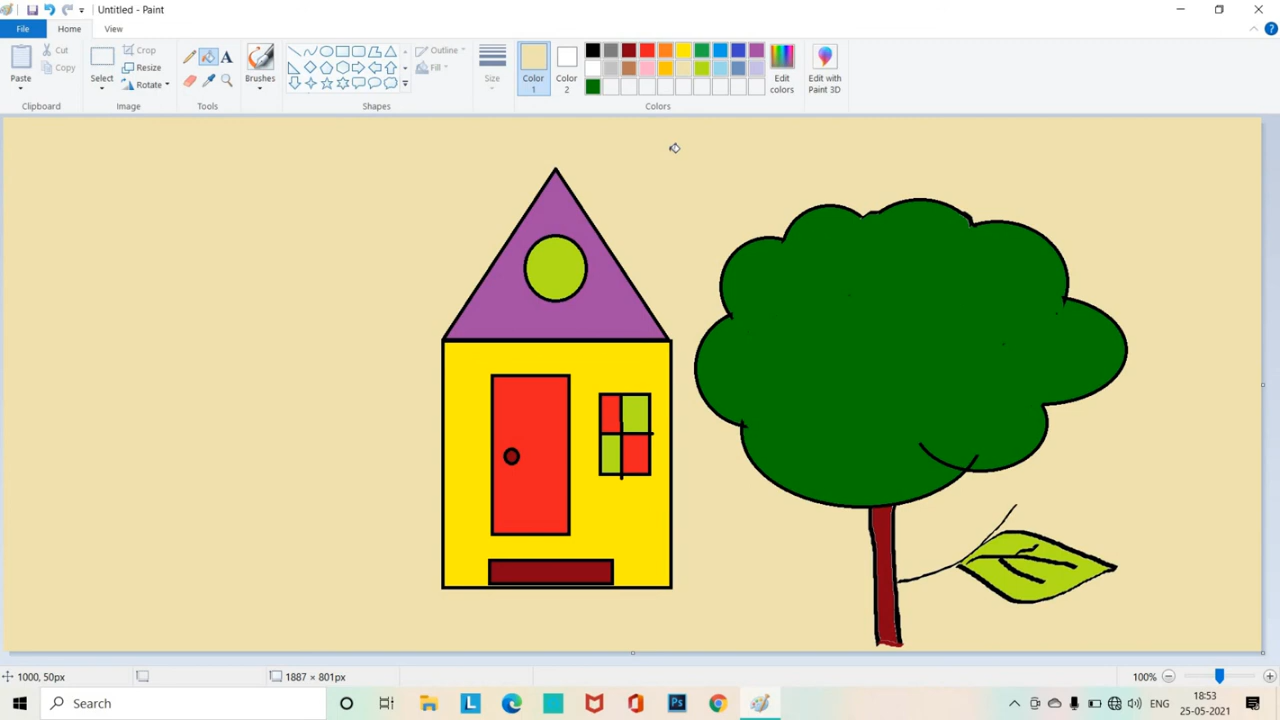 Untitled - Paint
File
Home
View
Paste
Cut
Copy
Clipboard
Select
Crop
Resize
Rotate
Image
A
Tools
Brushes
Shapes
Outline
Fill
Size
Color
1
Color
2
Colors
Edit
colors
Edit with
Paint 3D
1000, 50px
1887 × 801px
100%
Search
L
Ps
ENG
18:53
25-05-2021